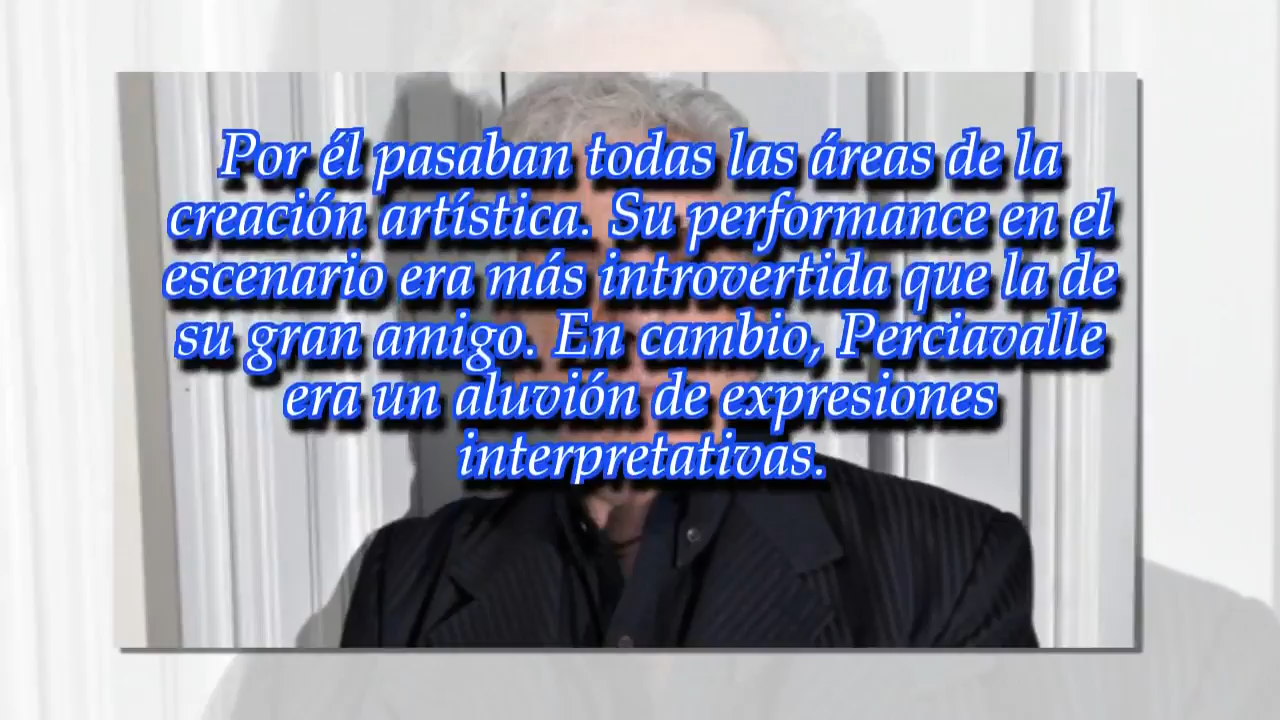 Por él pasaban todas las áreas de la
creación artística. Su performance en el
escenario era más introvertida que la de
su gran amigo. En cambio, Perciavalle
era un aluvión de expresiones
interpretativas.